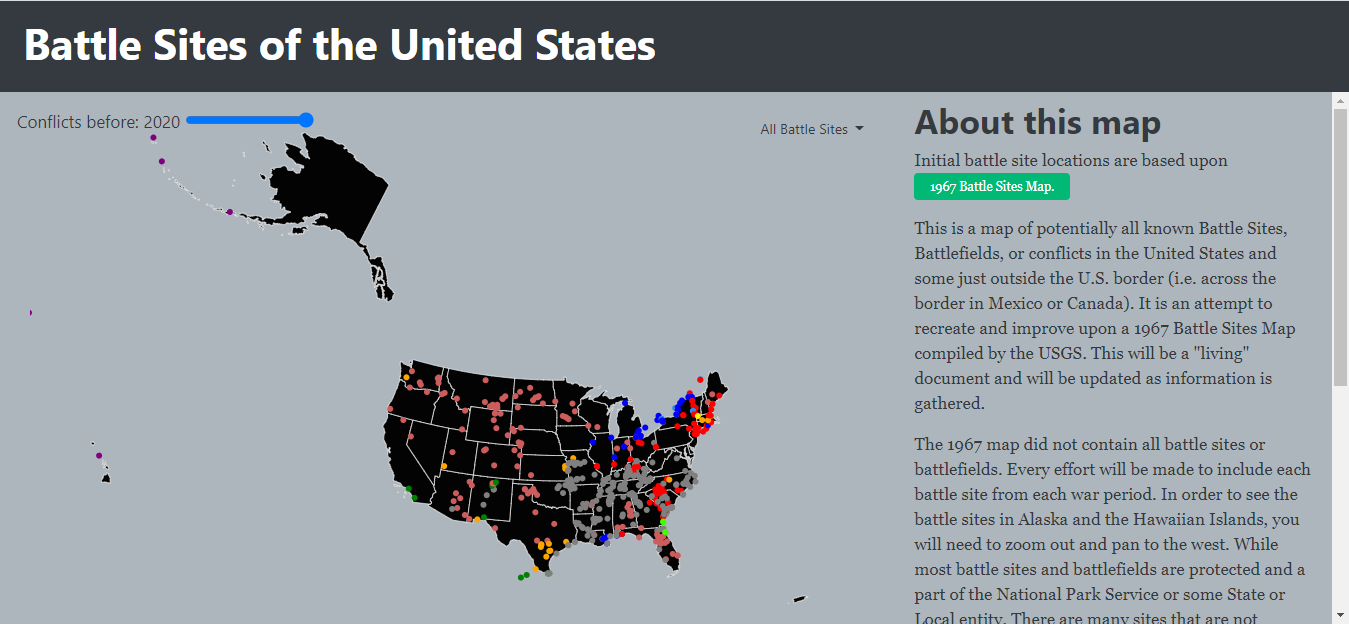 Battle Sites of the United States
Conflicts before: 2020
All Battle Sites
About this map
Initial battle site locations are based upon
1967 Battle Sites Map.
This is a map of potentially all known Battle Sites,
Battlefields, or conflicts in the United States and
some just outside the U.S. border (i.e. across the
border in Mexico or Canada). It is an attempt to
recreate and improve upon a 1967 Battle Sites Map
compiled by the USGS. This will be a "living"
document and will be updated as information is
gathered.
The 1967 map did not contain all battle sites or
battlefields. Every effort will be made to include each
battle site from each war period. In order to see the
battle sites in Alaska and the Hawaiian Islands, you
will need to zoom out and pan to the west. While
most battle sites and battlefields are protected and a
part of the National Park Service or some State or
Local entity. There are many sites that are not